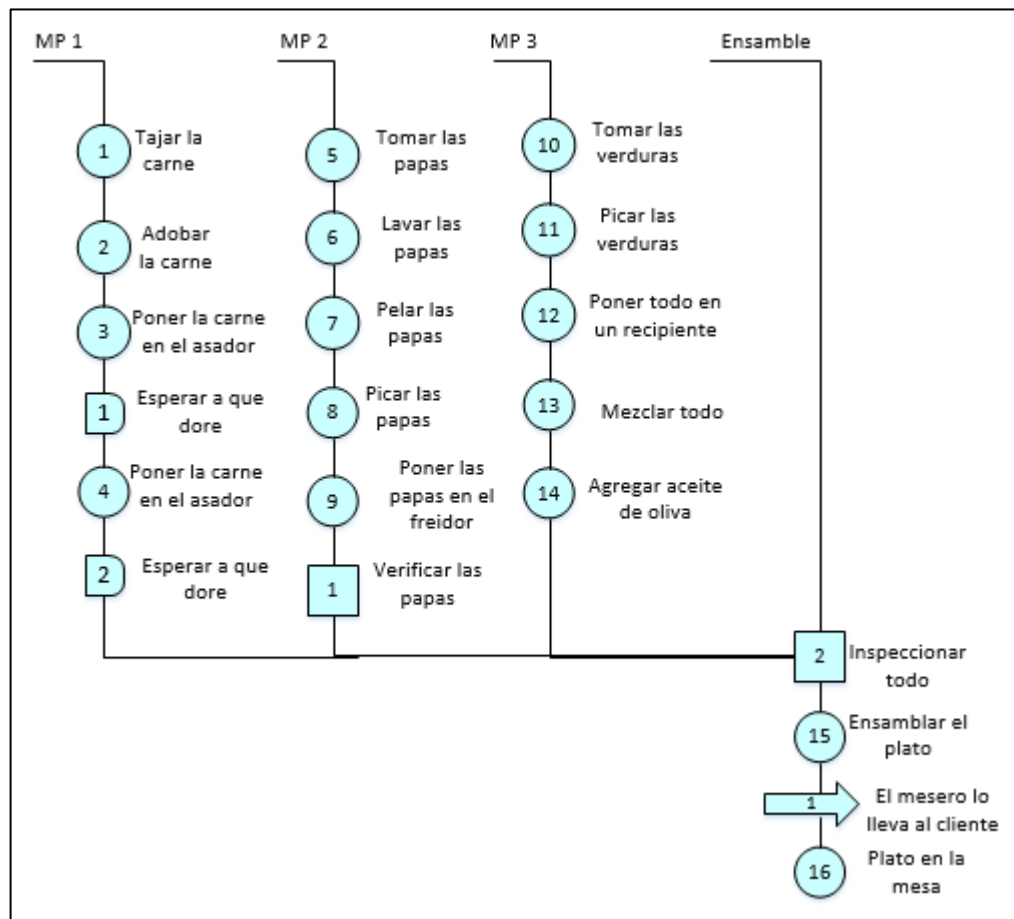 MP 1
MP 2
MP 3
Ensamble
1
Tajar la
carne
2
Adobar
la carne
3
Poner la carne
en el asador
1
Esperar a que
dore
4
Poner la carne
en el asador
2
Esperar a que
dore
5
Tomar las
papas
6
Lavar las
papas
7
Pelar las
papas
8
Picar las
papas
9
Poner las
papas en el
freidor
1
Verificar las
papas
10
Tomar las
verduras
11
Picar las
verduras
12
Poner todo en
un recipiente
13
Mezclar todo
14
Agregar aceite
de oliva
2
Inspeccionar
todo
15
Ensamblar el
plato
1
El mesero lo
lleva al cliente
16
Plato en la
mesa